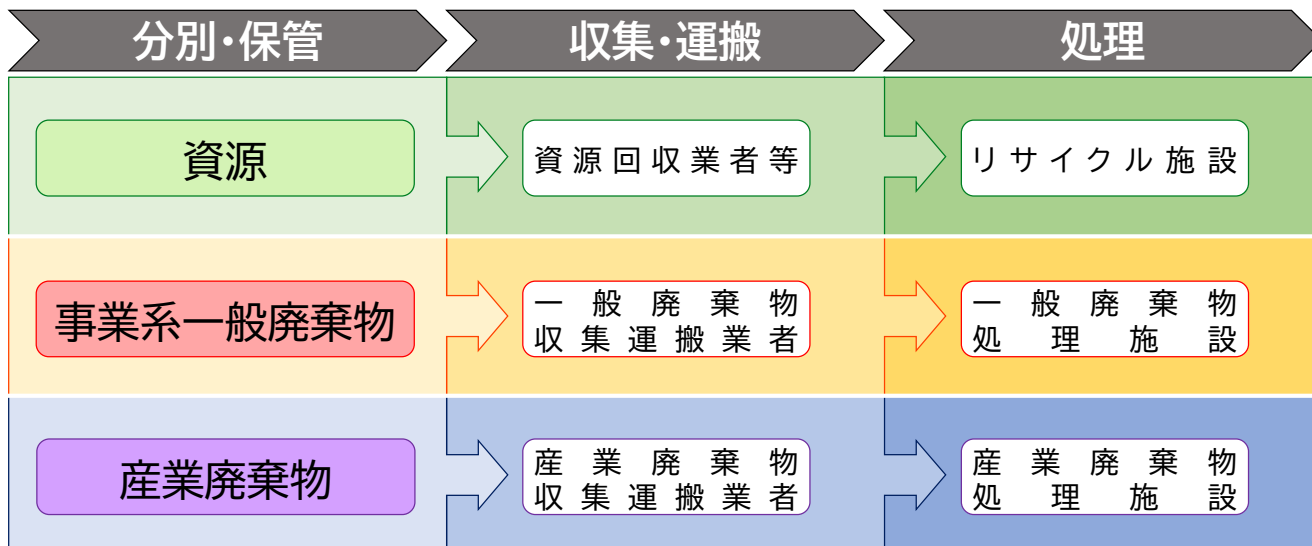 分別･保管
収集･運搬
処理
資源
資源回収業者等
リサイクル施設
事業系一般廃棄物
一般廃棄物
収集運搬業者
一般廃棄物
処理施設
産業廃棄物
産業廃棄物
収集運搬業者
産業廃棄物
処理施設